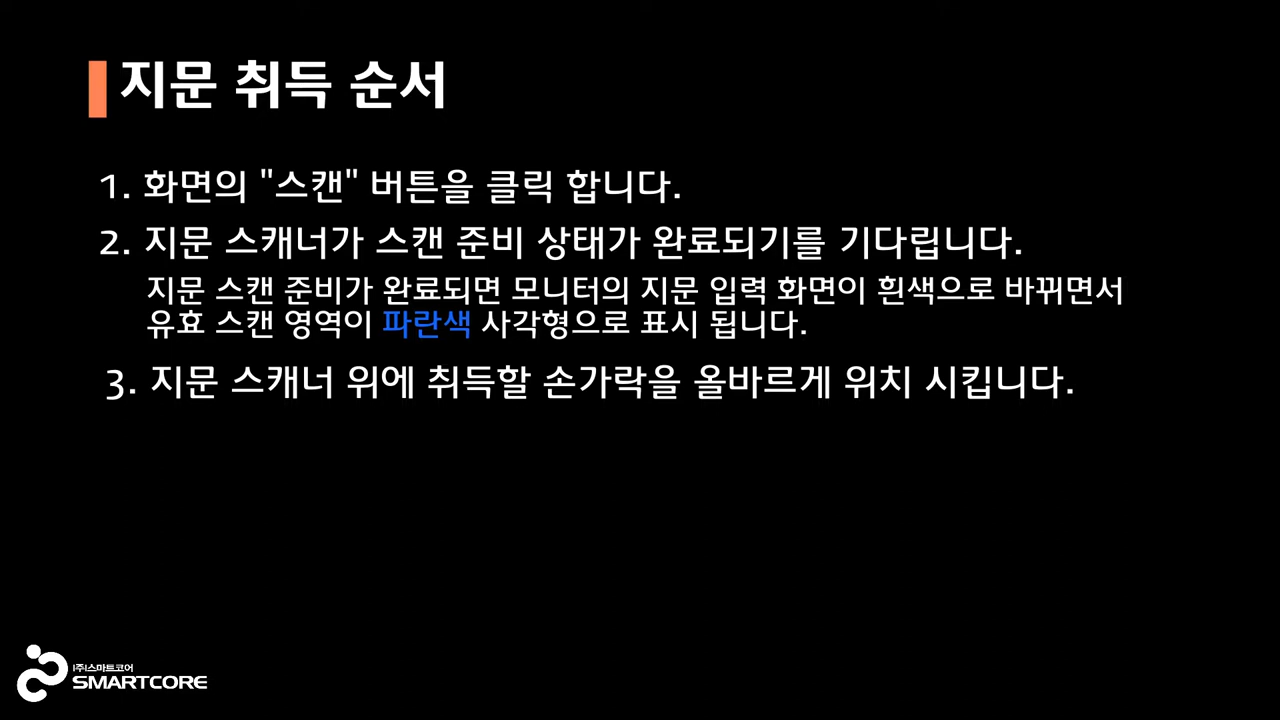 지문 취득 순서
1. 화면의 "스캔" 버튼을 클릭 합니다.
2. 지문 스캐너가 스캔 준비 상태가 완료되기를 기다립니다.
지문 스캔 준비가 완료되면 모니터의 지문 입력 화면이 흰색으로 바뀌면서
유효 스캔 영역이 파란색 사각형으로 표시 됩니다.
3. 지문 스캐너 위에 취득할 손가락을 올바르게 위치 시킵니다.
(주)스마트코어
SMARTCORE